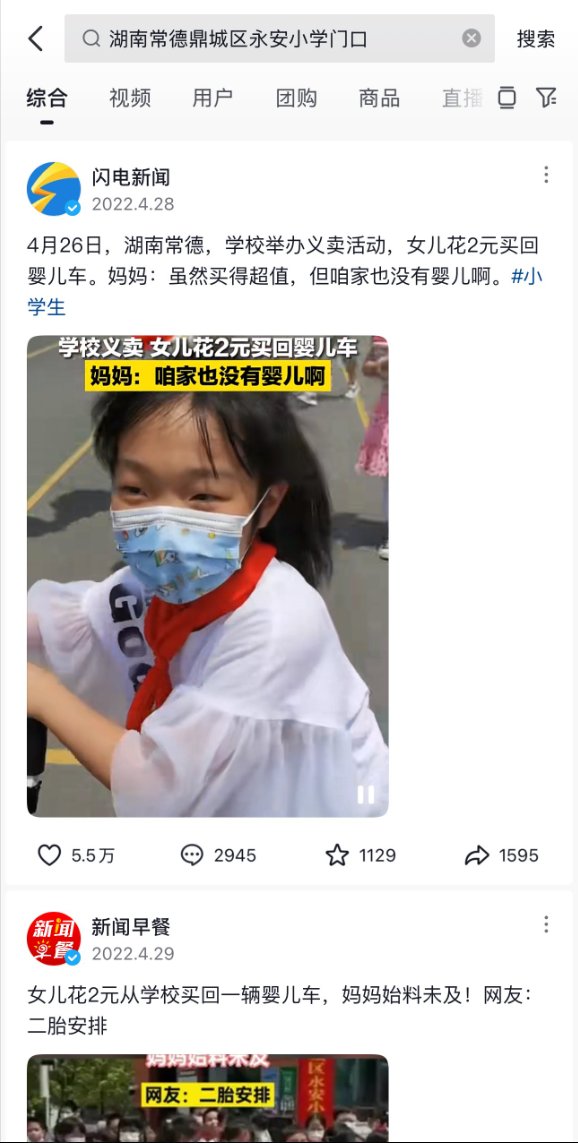 湖南常德鼎城区永安小学门口
搜索
综合 视频 用户 团购 商品 直播
闪电新闻
2022.4.28
4月26日，湖南常德，学校举办义卖活动，女儿花2元买回
婴儿车。妈妈：虽然买得超值，但咱家也没有婴儿啊。#小
学生
学校义卖 女儿花2元买回婴儿车
妈妈：咱家也没有婴儿啊
GOO
5.5万 2945 1129 1595
新闻早餐
新闻
早餐
2022.4.29
女儿花2元从学校买回一辆婴儿车，妈妈始料未及！网友：
二胎安排
妈妈始料未及
网友：二胎安排
区永安小